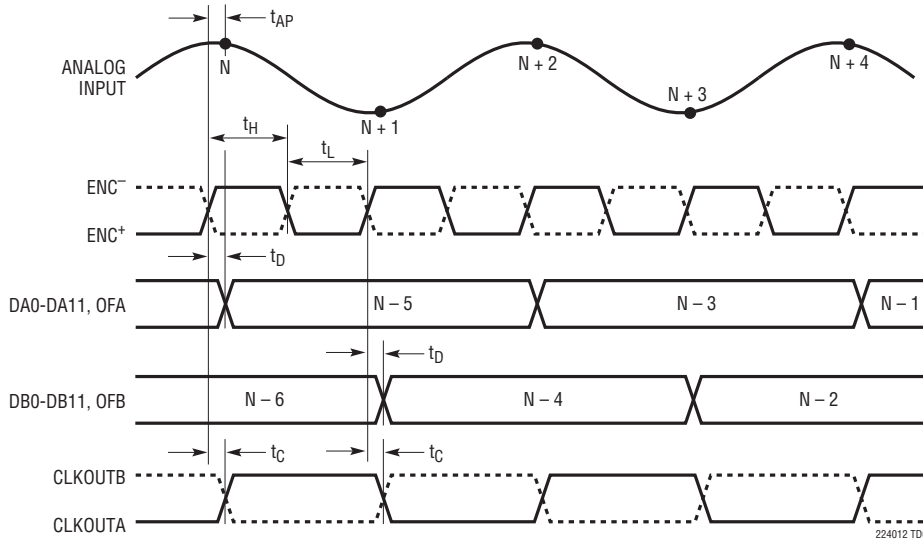 tAP
ANALOG
INPUT
N
N + 1
N + 2
N + 3
N + 4
tH
tL
ENC–
ENC+
tD
DA0-DA11, OFA
N – 5
N – 3
N – 1
tD
DB0-DB11, OFB
N – 6
N – 4
N – 2
tC
tC
CLKOUTB
CLKOUTA
224012 TD